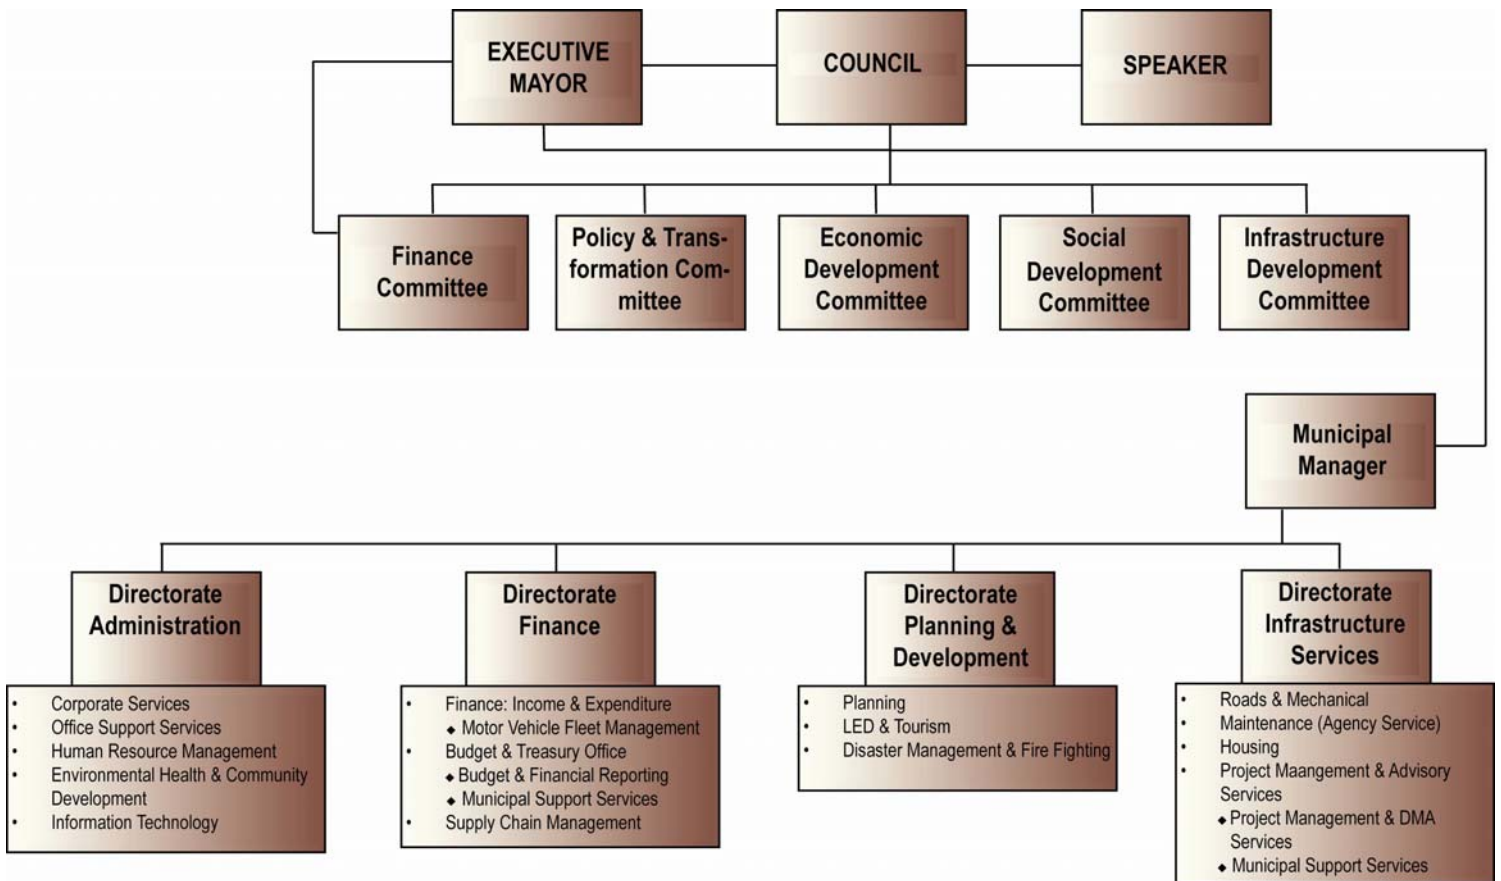 EXECUTIVE
MAYOR
COUNCIL
SPEAKER
Finance
Committee
Policy & Trans-
formation Com-
mittee
Economic
Development
Committee
Social
Development
Committee
Infrastructure
Development
Committee
Municipal
Manager
Directorate
Administration
• Corporate Services
• Office Support Services
• Human Resource Management
• Environmental Health & Community
Development
• Information Technology
Directorate
Finance
• Finance: Income & Expenditure
◆ Motor Vehicle Fleet Management
• Budget & Treasury Office
◆ Budget & Financial Reporting
◆ Municipal Support Services
• Supply Chain Management
Directorate
Planning &
Development
• Planning
• LED & Tourism
• Disaster Management & Fire Fighting
Directorate
Infrastructure
Services
• Roads & Mechanical
• Maintenance (Agency Service)
• Housing
• Project Maangement & Advisory
Services
◆ Project Management & DMA
Services
◆ Municipal Support Services